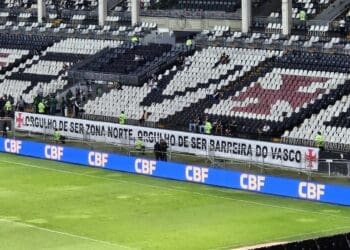 ORGULHO DE SER ZONA NORTE, ORGULHO DE SER BARREIRA DO VASCO
CBF CBF CBF CBF CBF CBF CBF